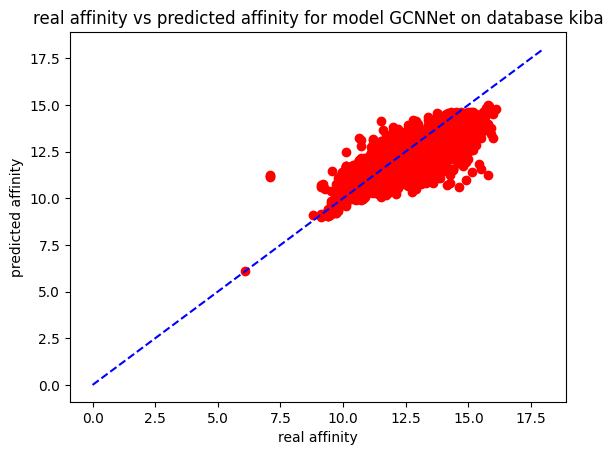 real affinity vs predicted affinity for model GCNNet on database kiba
17.5
15.0
12.5
10.0
7.5
5.0
2.5
0.0
predicted affinity
0.0 2.5 5.0 7.5 10.0 12.5 15.0 17.5
real affinity